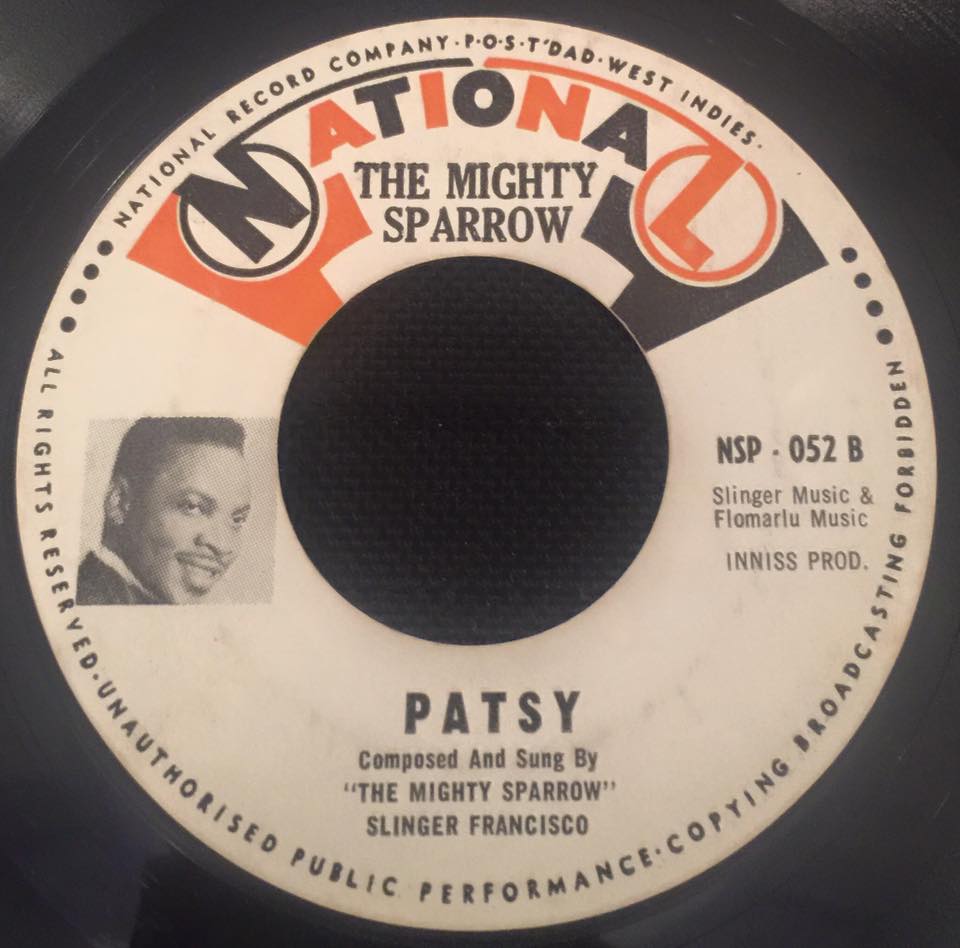 NATIONAL RECORD COMPANY·P·O·S·T'DAD·WEST INDIES·
NATIONAL
THE MIGHTY
SPARROW
NSP - 052 B
Slinger Music &
Flomarlu Music
INNISS PROD.
PATSY
Composed And Sung By
"THE MIGHTY SPARROW"
SLINGER FRANCISCO
ALL RIGHTS RESERVED·UNAUTHORISED PUBLIC PERFORMANCE·COPYING BROADCASTING FORBIDDEN